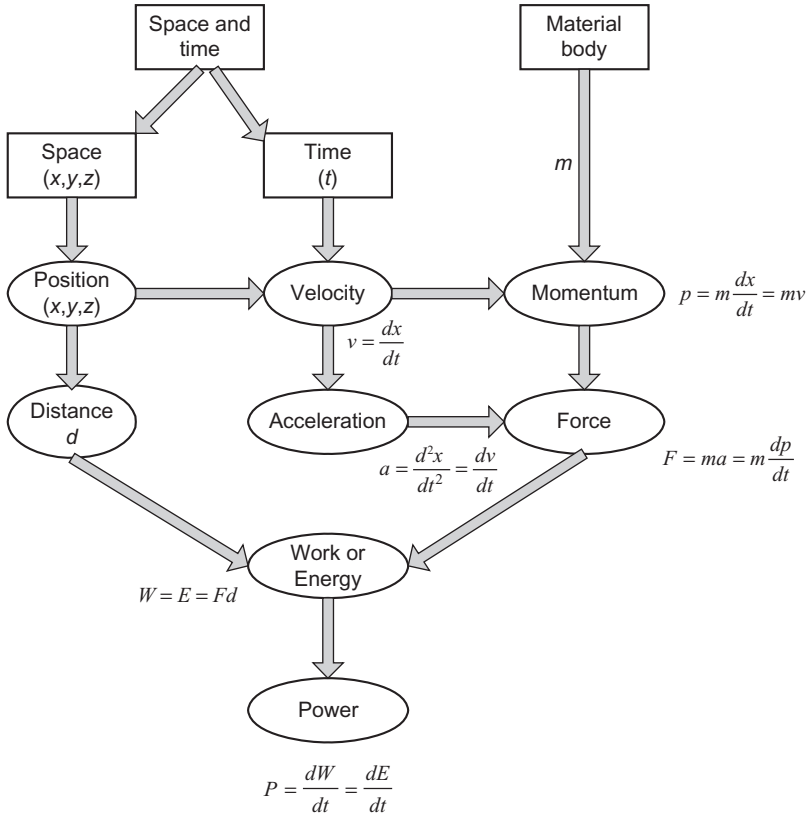 Space and
time
Material
body
Space
(x,y,z)
Time
(t)
m
Position
(x,y,z)
Velocity
Momentum
p = m dx/dt = mv
v = dx/dt
Distance
d
Acceleration
Force
a = d²x/dt² = dv/dt
F = ma = m dp/dt
Work or
Energy
W = E = Fd
Power
P = dW/dt = dE/dt